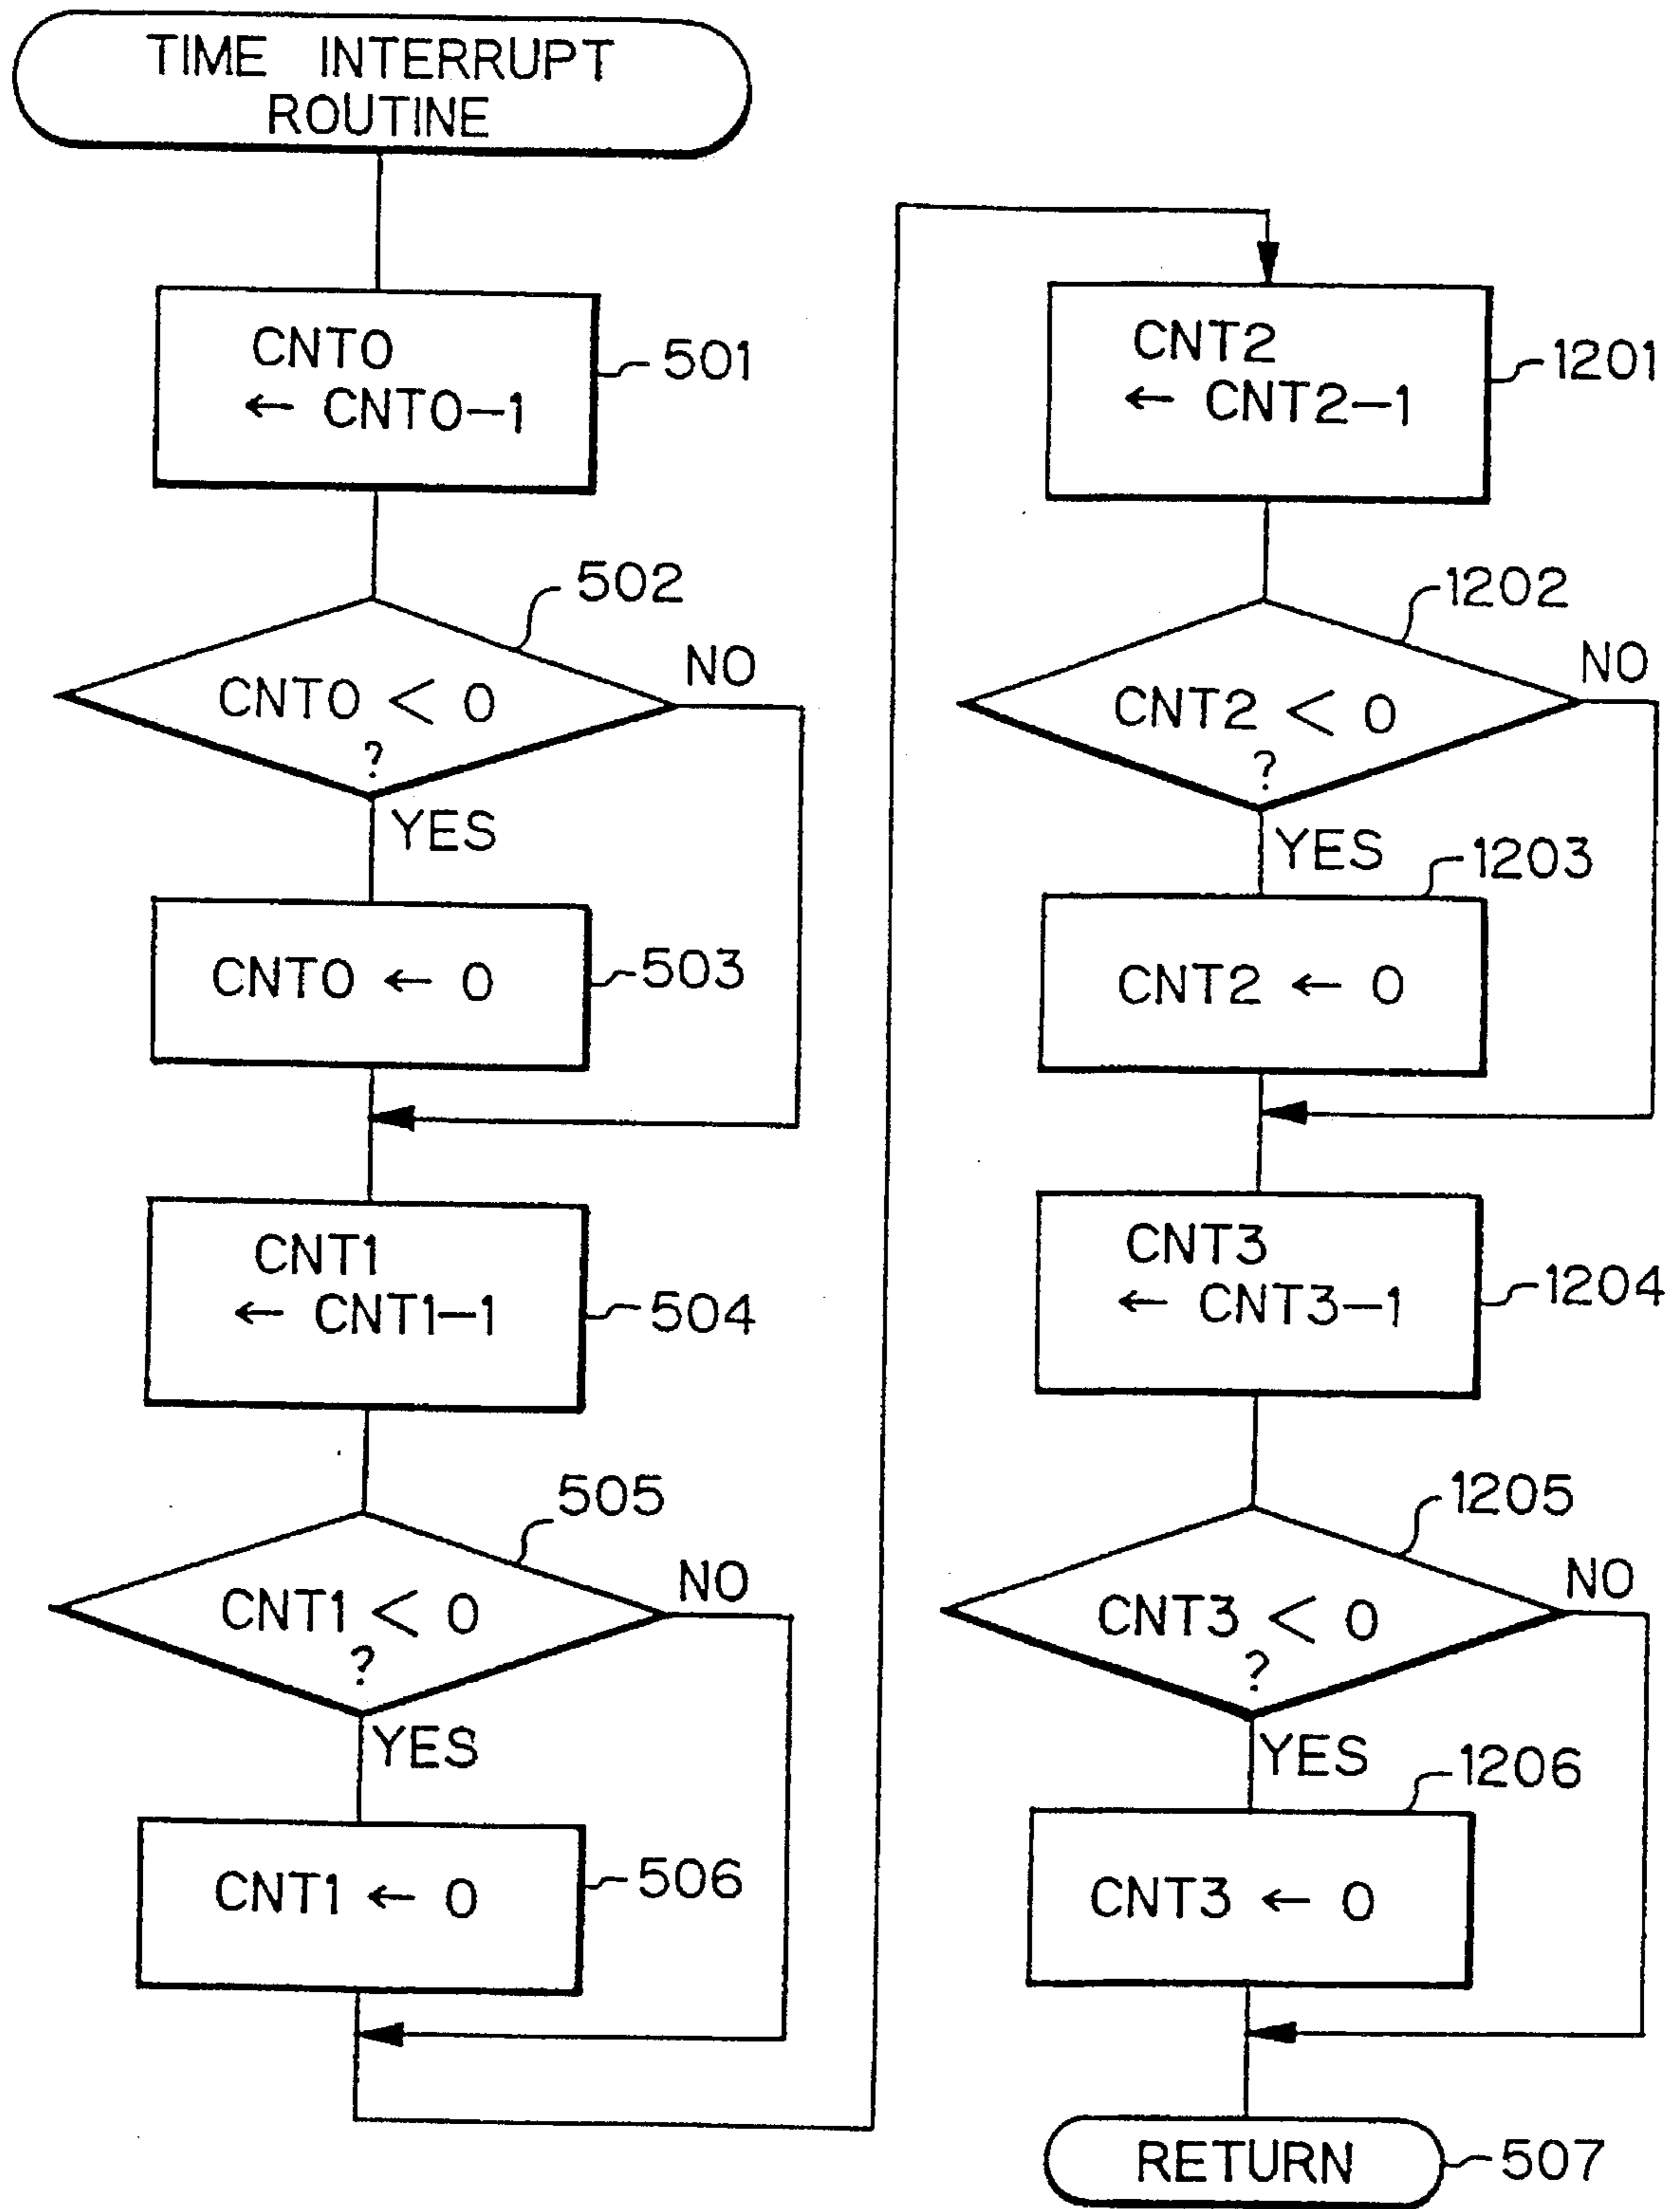 TIME INTERRUPT
ROUTINE
CNT0
← CNT0-1
501
502
CNT0 < 0
?
NO
YES
CNT0 ← 0
503
CNT1
← CNT1-1
504
505
CNT1 < 0
?
NO
YES
CNT1 ← 0
506
CNT2
← CNT2-1
1201
1202
CNT2 < 0
?
NO
YES
1203
CNT2 ← 0
CNT3
← CNT3-1
1204
1205
CNT3 < 0
?
NO
YES
1206
CNT3 ← 0
RETURN
507